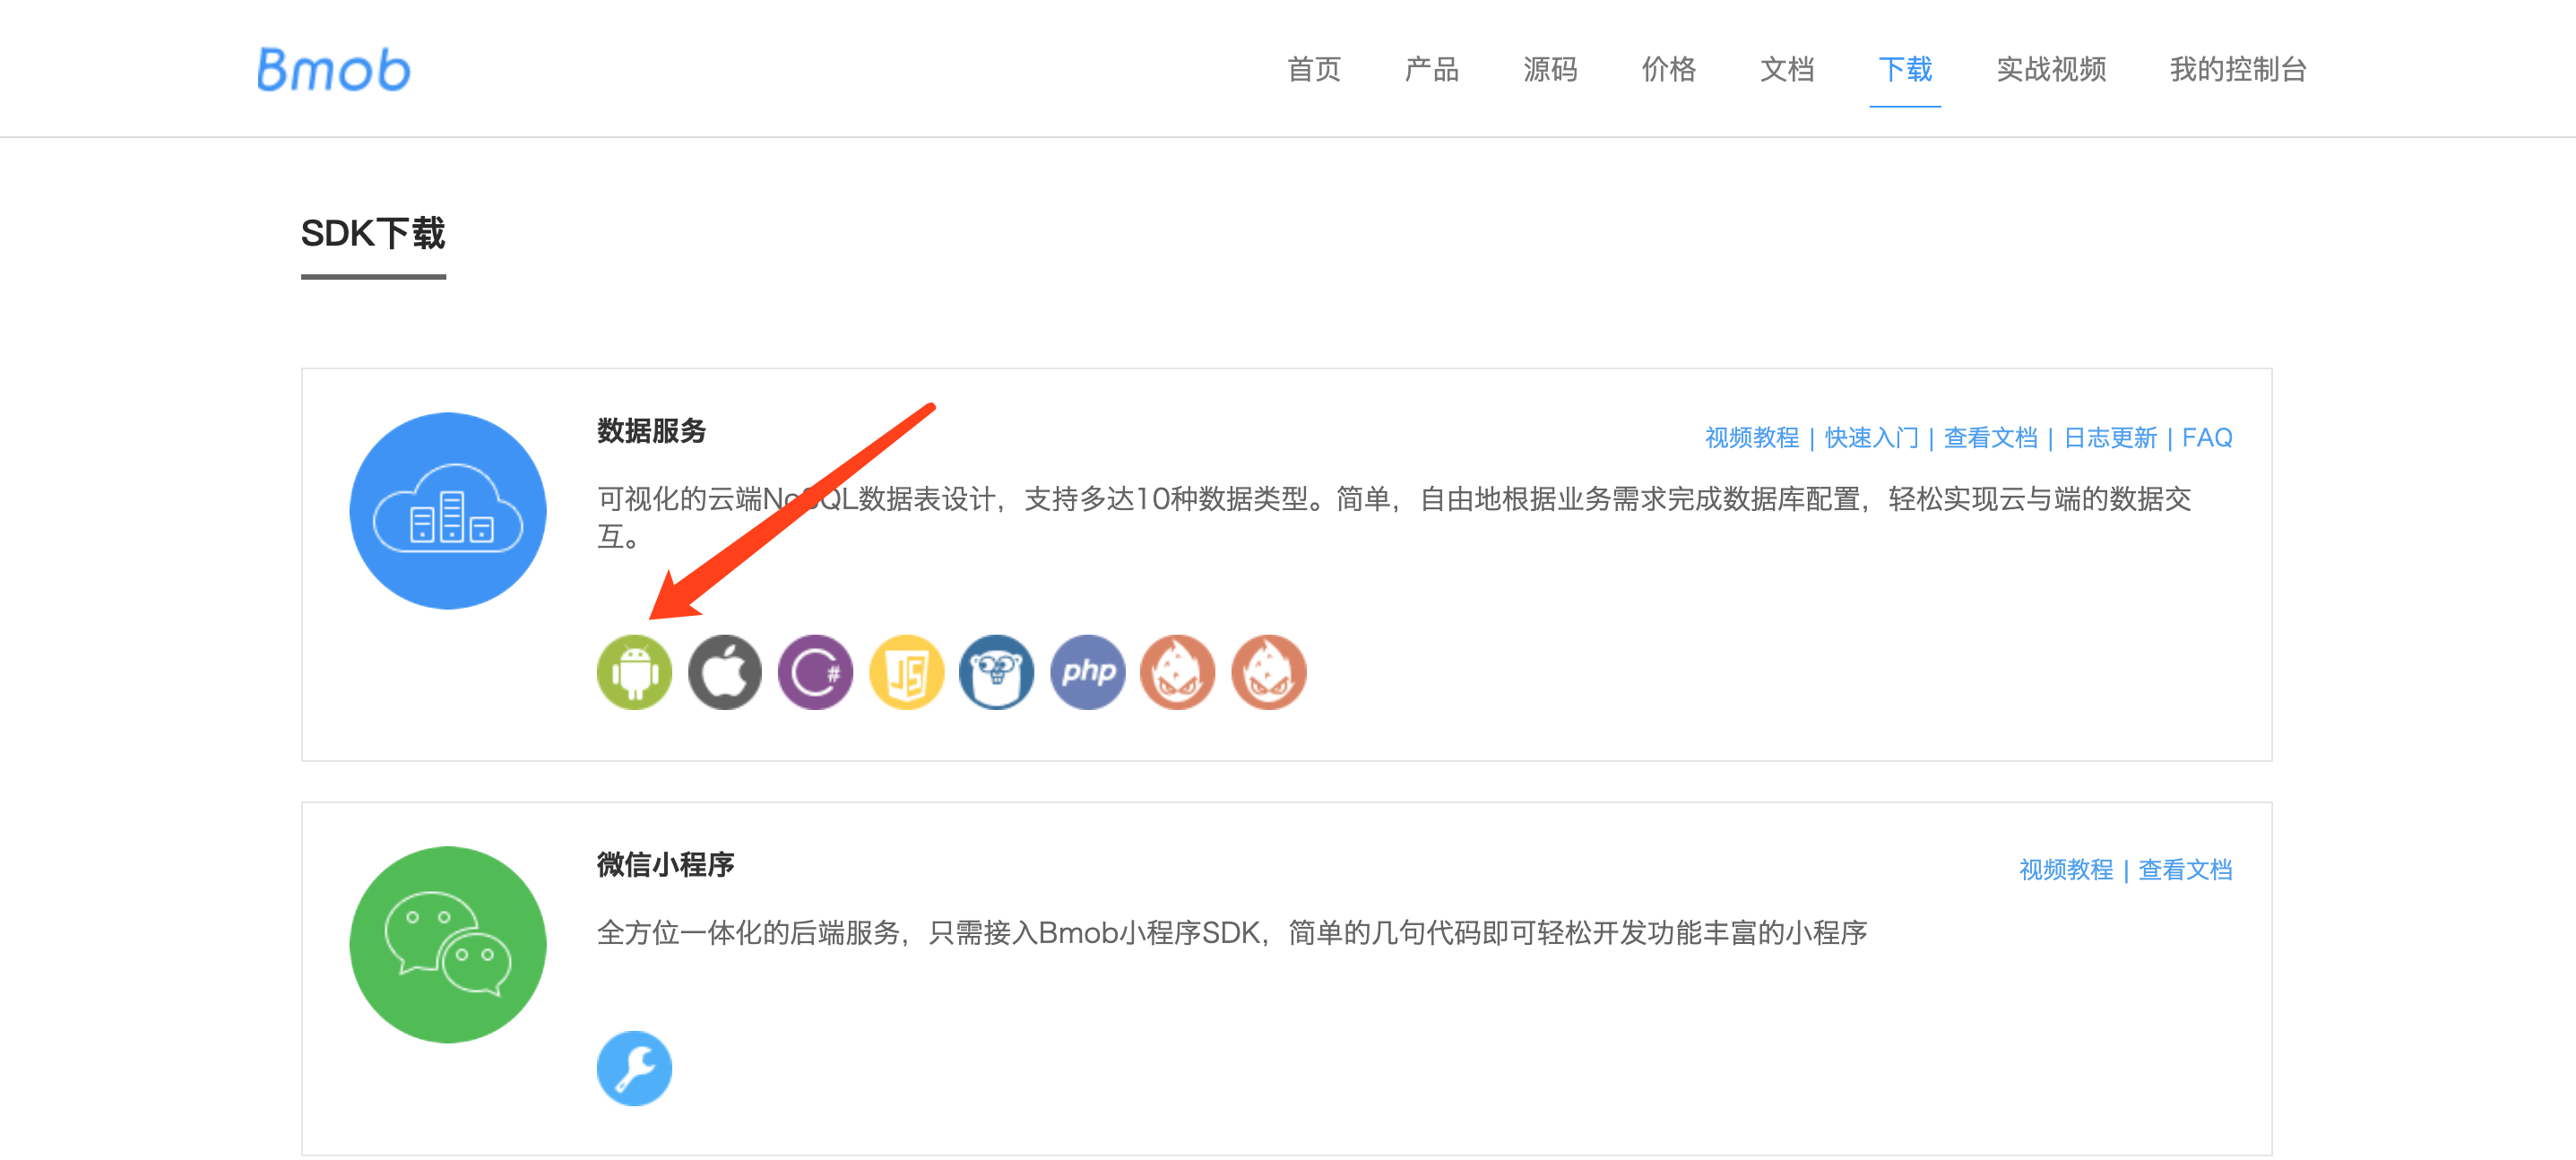 Bmob
首页 产品 源码 价格 文档 下载 实战视频 我的控制台
SDK下载
数据服务
视频教程 | 快速入门 | 查看文档 | 日志更新 | FAQ
可视化的云端NoSQL数据表设计，支持多达10种数据类型。简单，自由地根据业务需求完成数据库配置，轻松实现云与端的数据交
互。
C# JS php
微信小程序
视频教程 | 查看文档
全方位一体化的后端服务，只需接入Bmob小程序SDK，简单的几句代码即可轻松开发功能丰富的小程序